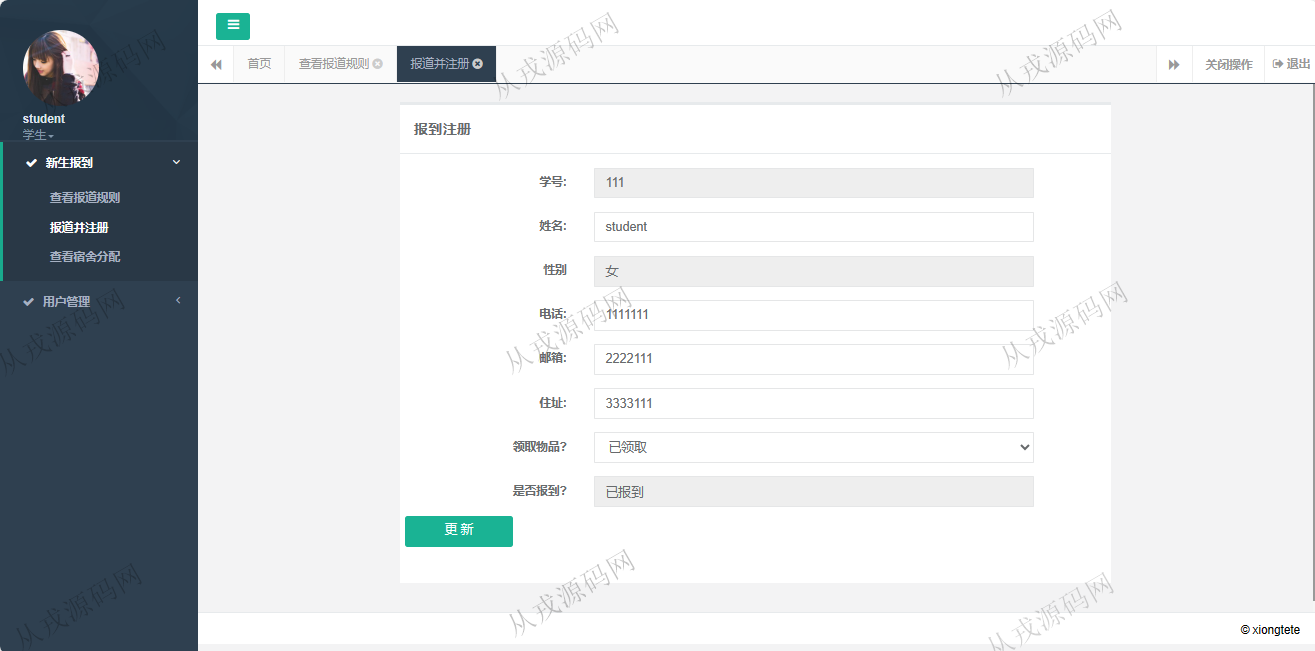 student
学生
新生报到
查看报道规则
报道并注册
查看宿舍分配
用户管理
首页
查看报道规则
报道并注册
关闭操作
退出
报到注册
学号:
111
姓名:
student
性别
女
电话:
1111111
邮箱:
2222111
住址:
3333111
领取物品?
已领取
是否报到?
已报到
更 新
© xiongtete
从戎源码网
从戎源码网
从戎源码网
从戎源码网
从戎源码网
从戎源码网
从戎源码网
从戎源码网
从戎源码网